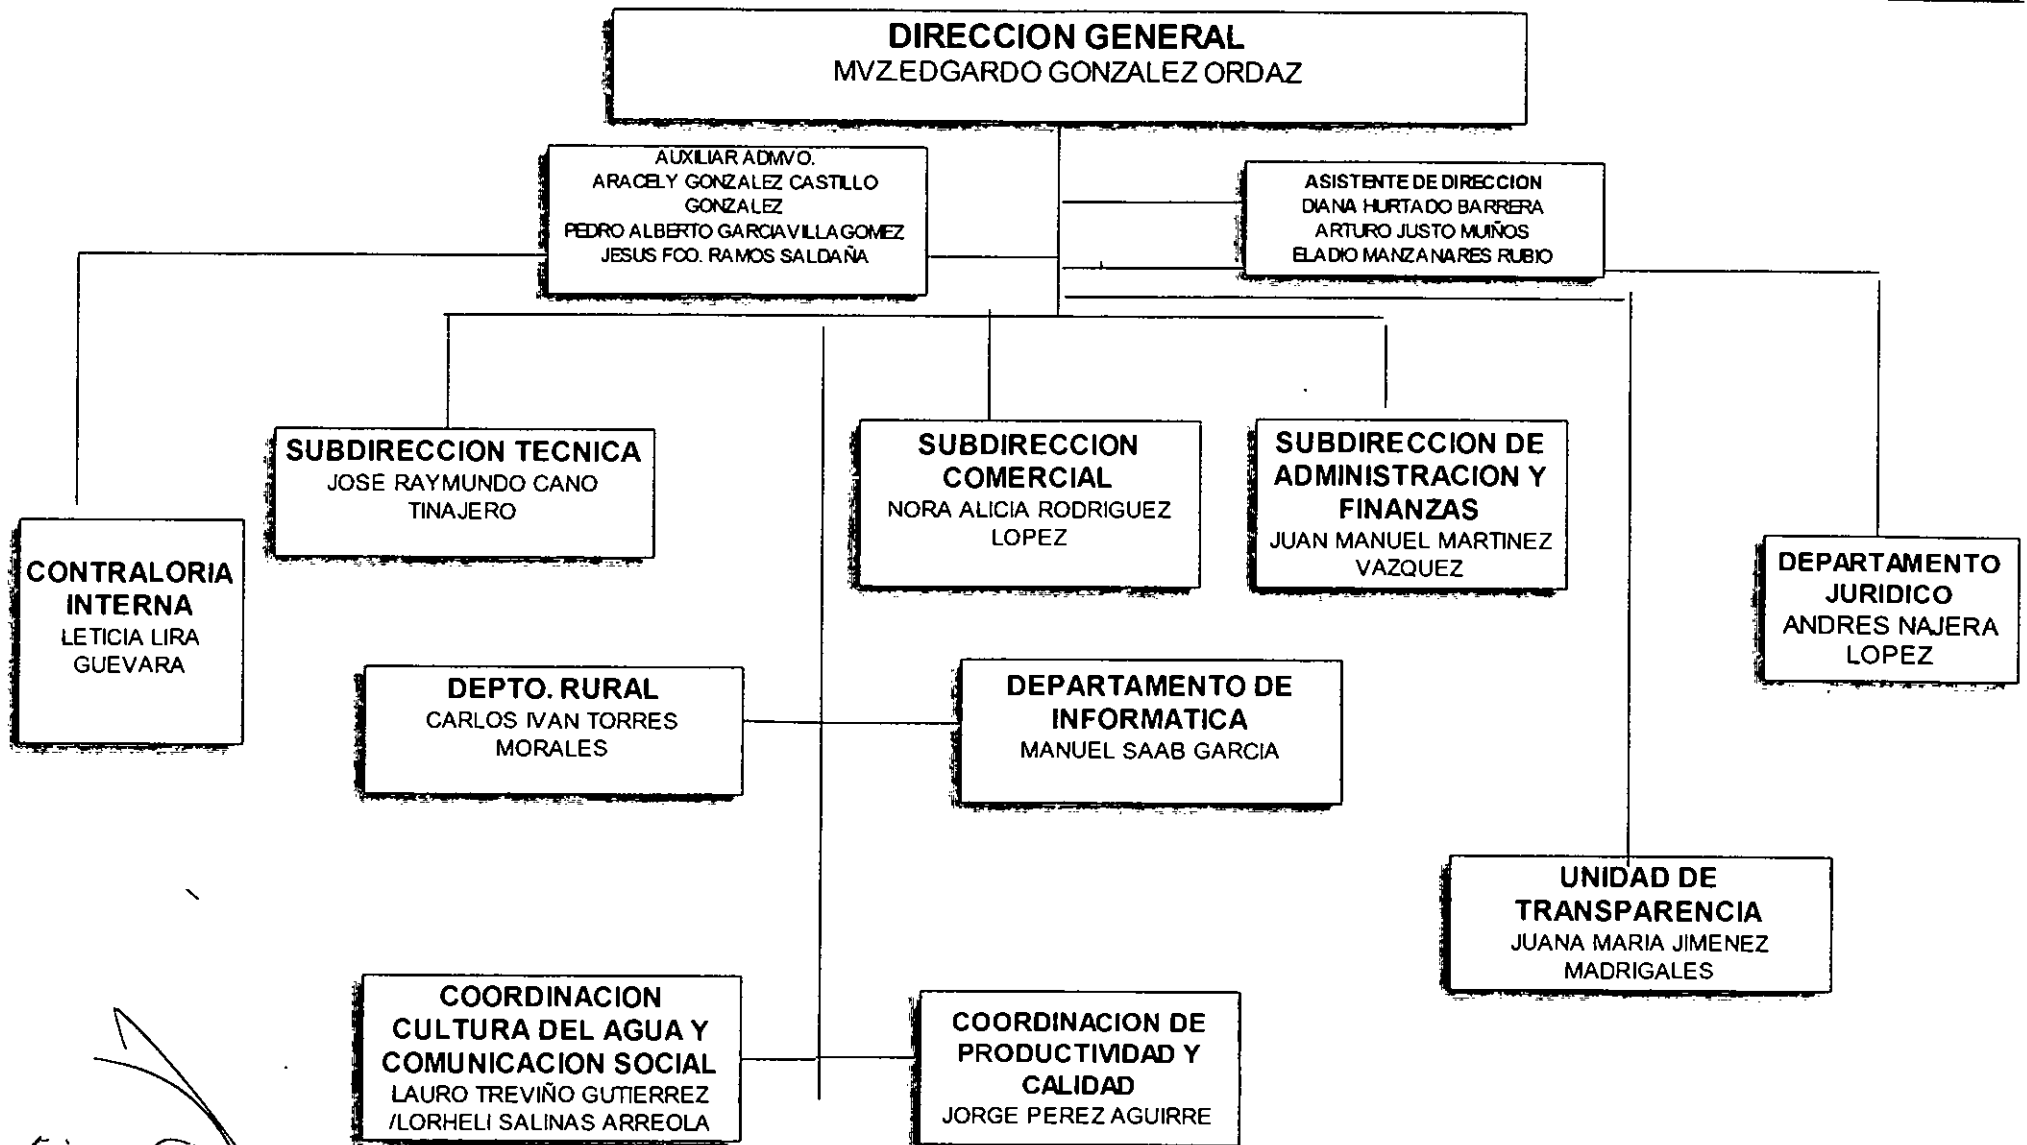 DIRECCION GENERAL
MVZ.EDGARDO GONZALEZ ORDAZ
AUXILIAR ADMVO.
ARACELY GONZALEZ CASTILLO
GONZALEZ
PEDRO ALBERTO GARCIA VILLAGOMEZ
JESUS FCO. RAMOS SALDAÑA
ASISTENTE DE DIRECCION
DIANA HURTADO BARRERA
ARTURO JUSTO MUIÑOS
ELADIO MANZANARES RUBIO
SUBDIRECCION TECNICA
JOSE RAYMUNDO CANO
TINAJERO
SUBDIRECCION
COMERCIAL
NORA ALICIA RODRIGUEZ
LOPEZ
SUBDIRECCION DE
ADMINISTRACION Y
FINANZAS
JUAN MANUEL MARTINEZ
VAZQUEZ
CONTRALORIA
INTERNA
LETICIA LIRA
GUEVARA
DEPARTAMENTO
JURIDICO
ANDRES NAJERA
LOPEZ
DEPTO. RURAL
CARLOS IVAN TORRES
MORALES
DEPARTAMENTO DE
INFORMATICA
MANUEL SAAB GARCIA
UNIDAD DE
TRANSPARENCIA
JUANA MARIA JIMENEZ
MADRIGALES
COORDINACION
CULTURA DEL AGUA Y
COMUNICACION SOCIAL
LAURO TREVIÑO GUTIERREZ
/LORHELI SALINAS ARREOLA
COORDINACION DE
PRODUCTIVIDAD Y
CALIDAD
JORGE PEREZ AGUIRRE